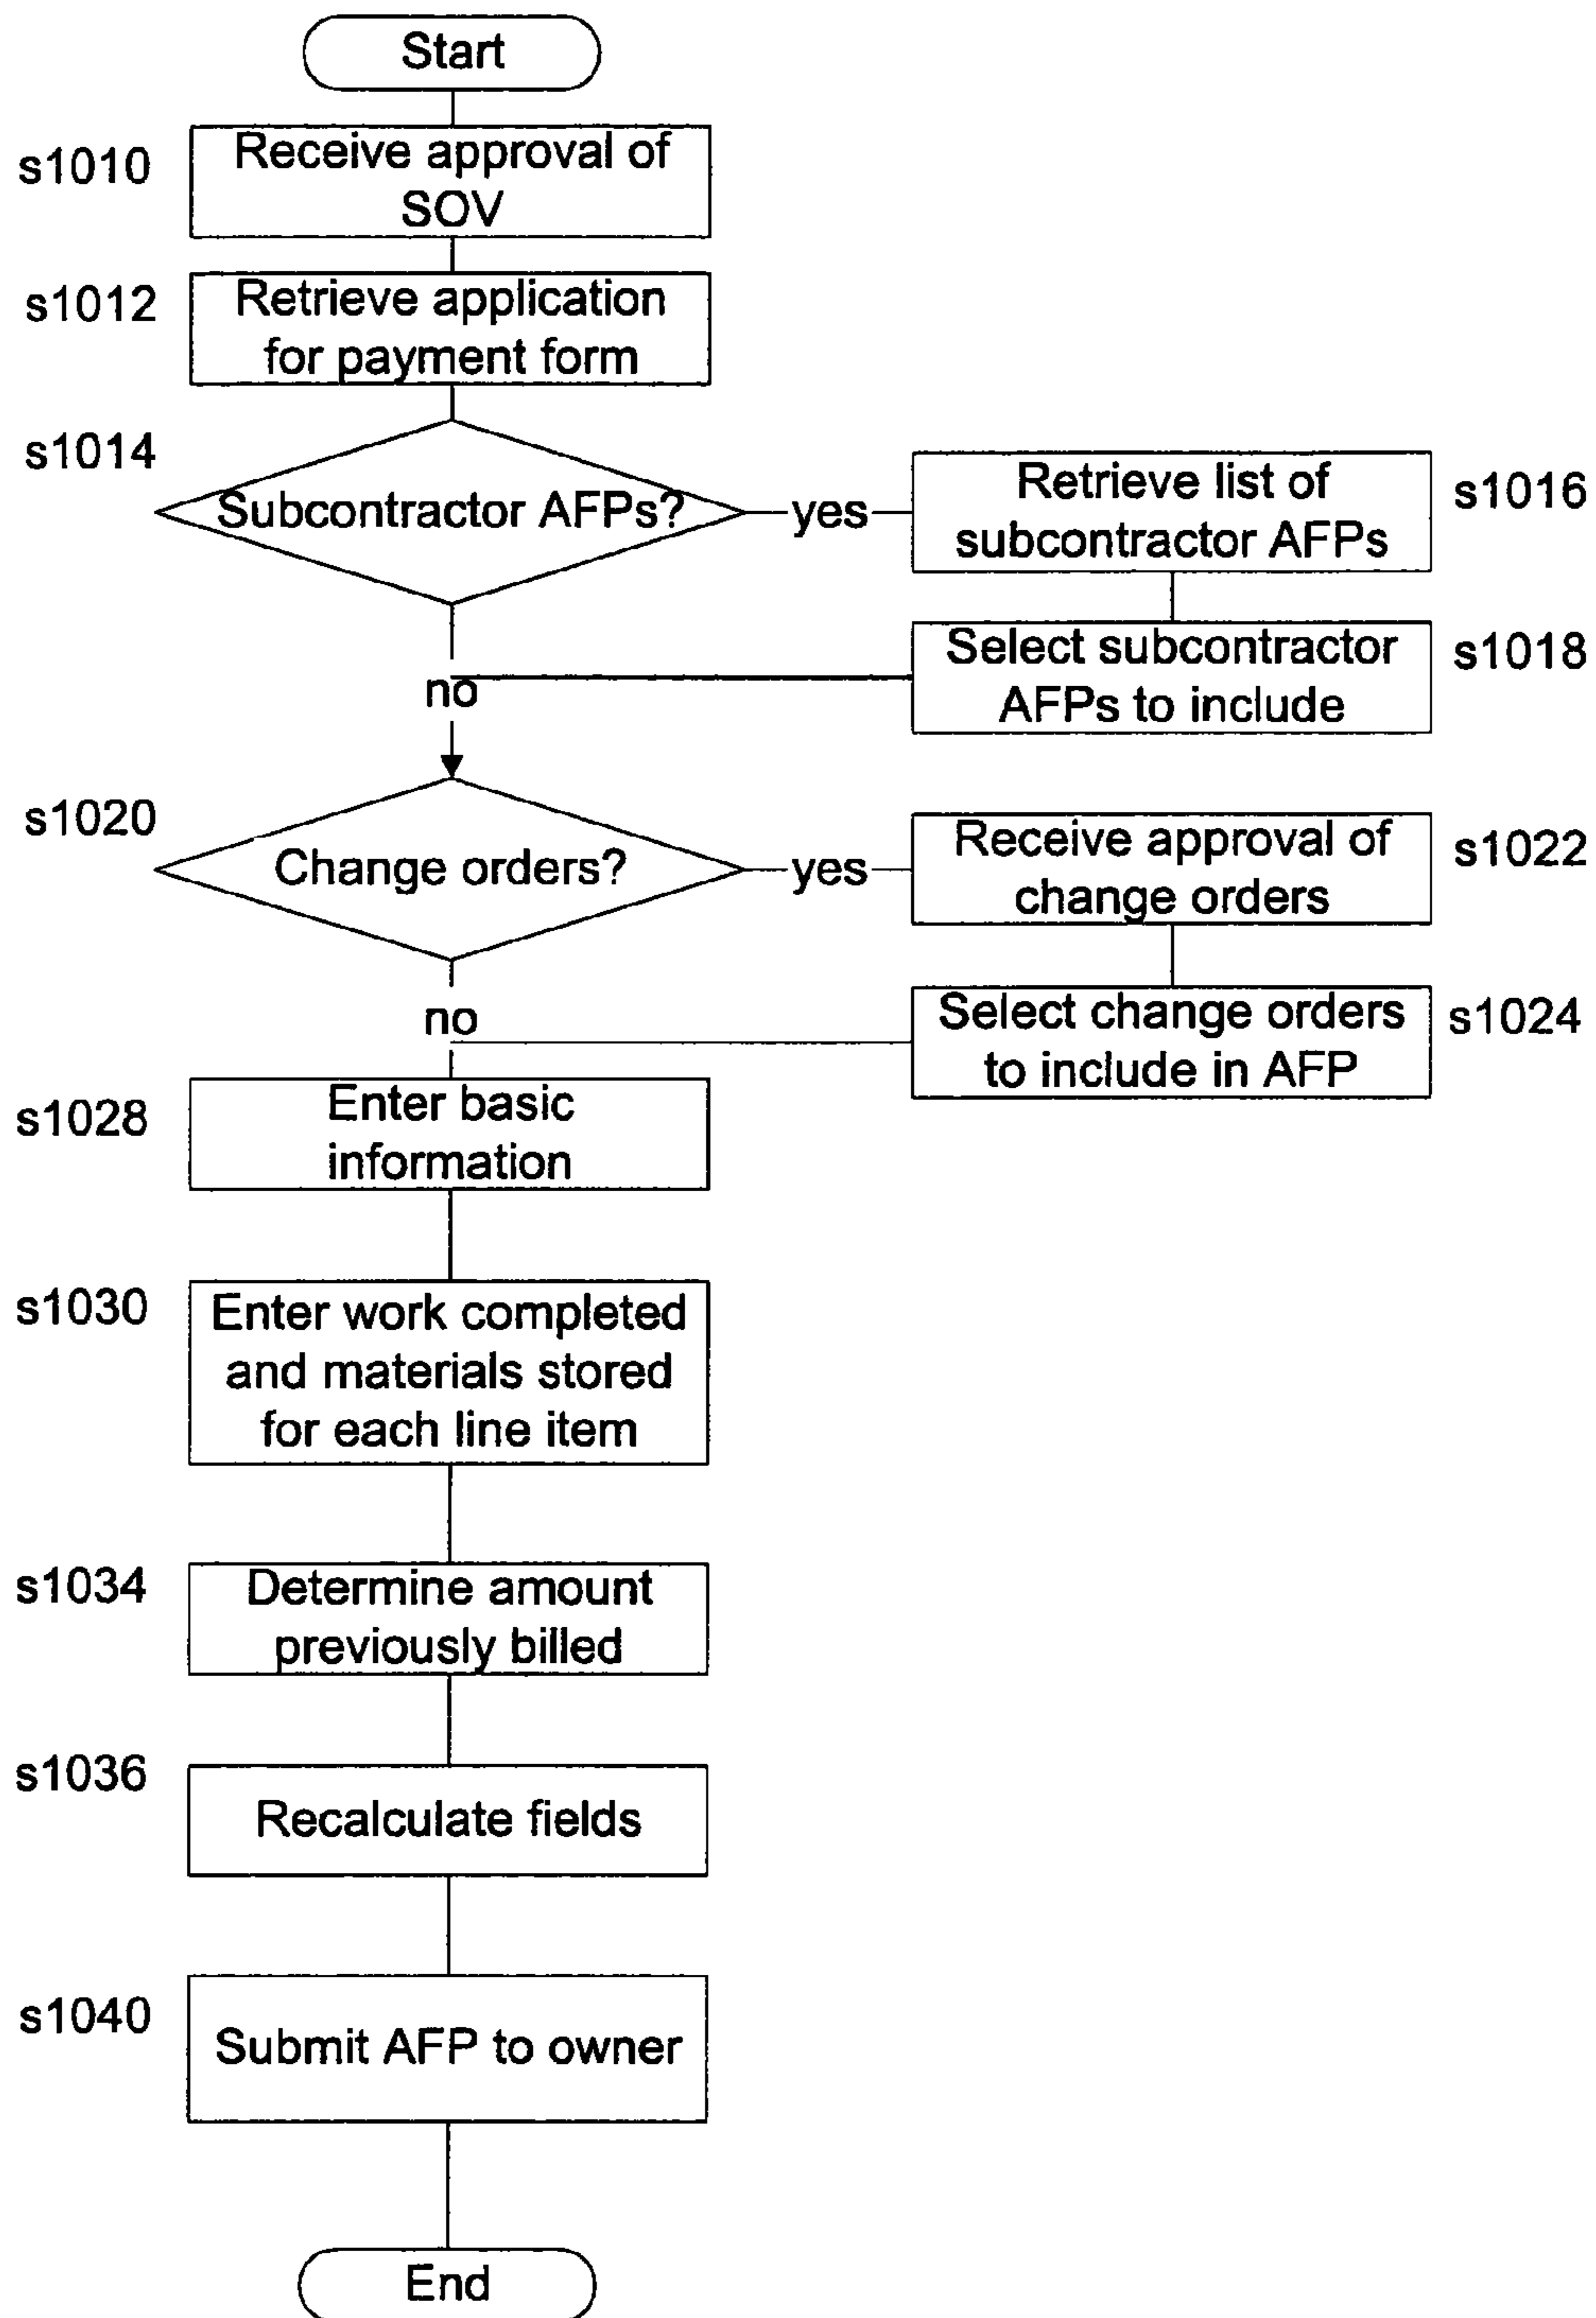 Start
s1010
Receive approval of
SOV
s1012
Retrieve application
for payment form
s1014
Subcontractor AFPs?
yes
Retrieve list of
subcontractor AFPs
s1016
Select subcontractor
AFPs to include
s1018
no
s1020
Change orders?
yes
Receive approval of
change orders
s1022
no
Select change orders
to include in AFP
s1024
s1028
Enter basic
information
s1030
Enter work completed
and materials stored
for each line item
s1034
Determine amount
previously billed
s1036
Recalculate fields
s1040
Submit AFP to owner
End